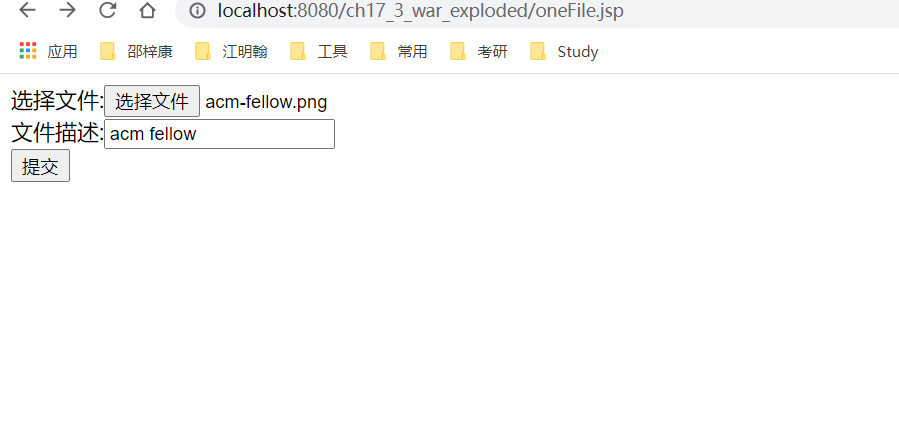 localhost:8080/ch17_3_war_exploded/oneFile.jsp
应用 邵梓康 江明翰 工具 常用 考研 Study
选择文件:选择文件 acm-fellow.png
文件描述:acm fellow
提交